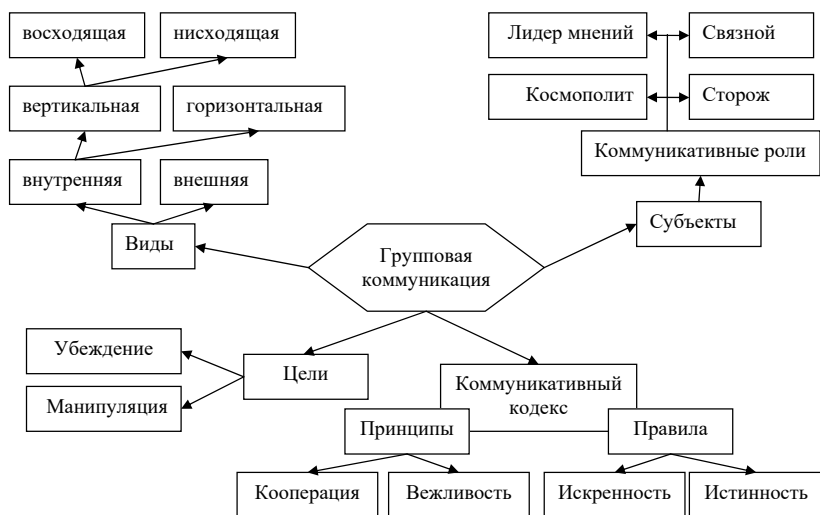 восходящая
нисходящая
Лидер мнений
Связной
вертикальная
горизонтальная
Космополит
Сторож
Коммуникативные роли
внутренняя
внешняя
Субъекты
Виды
Групповая
коммуникация
Убеждение
Цели
Манипуляция
Коммуникативный
кодекс
Принципы
Правила
Кооперация
Вежливость
Искренность
Истинность